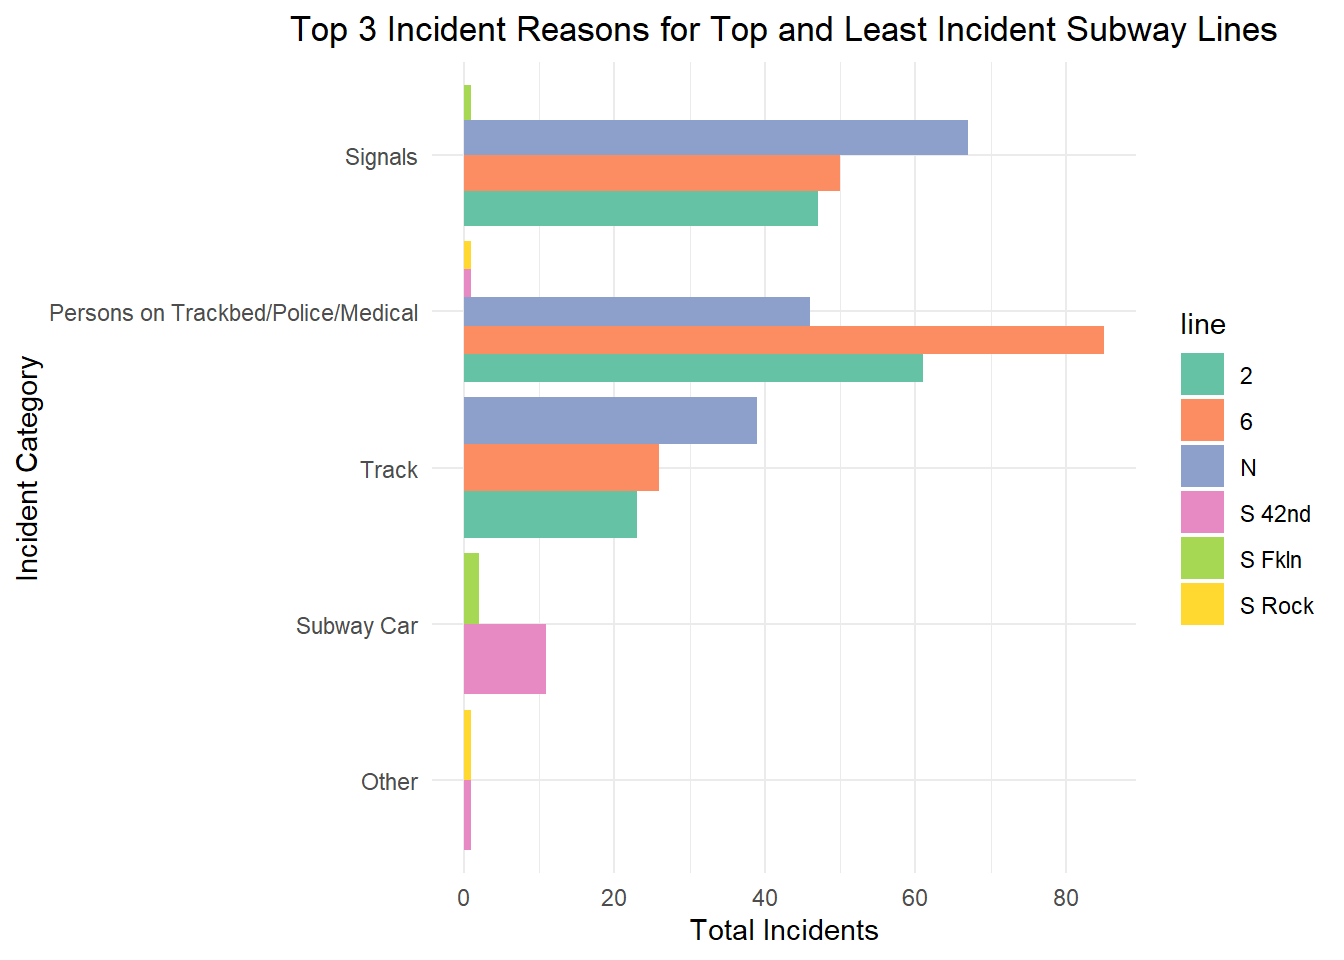 Top 3 Incident Reasons for Top and Least Incident Subway Lines
Incident Category
Signals
Persons on Trackbed/Police/Medical
Track
Subway Car
Other
0 20 40 60 80
Total Incidents
line
2
6
N
S 42nd
S Fkln
S Rock